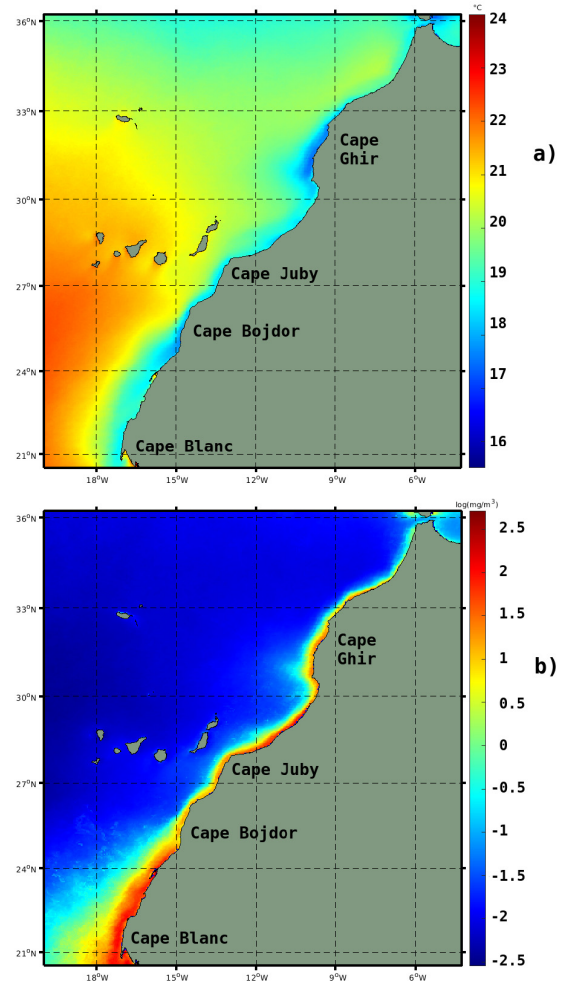 °C
36°N
24
23
33°N
22
Cape
Ghir
a)
21
30°N
20
Cape Juby
19
27°N
Cape Bojdor
18
24°N
17
Cape Blanc
16
21°N
18°W 15°W 12°W 9°W 6°W
log(mg/m³)
36°N
2.5
2
33°N
1.5
Cape
Ghir
1
b)
30°N
0.5
0
Cape Juby
27°N
-0.5
Cape Bojdor
-1
24°N
-1.5
Cape Blanc
-2
21°N
-2.5
18°W 15°W 12°W 9°W 6°W